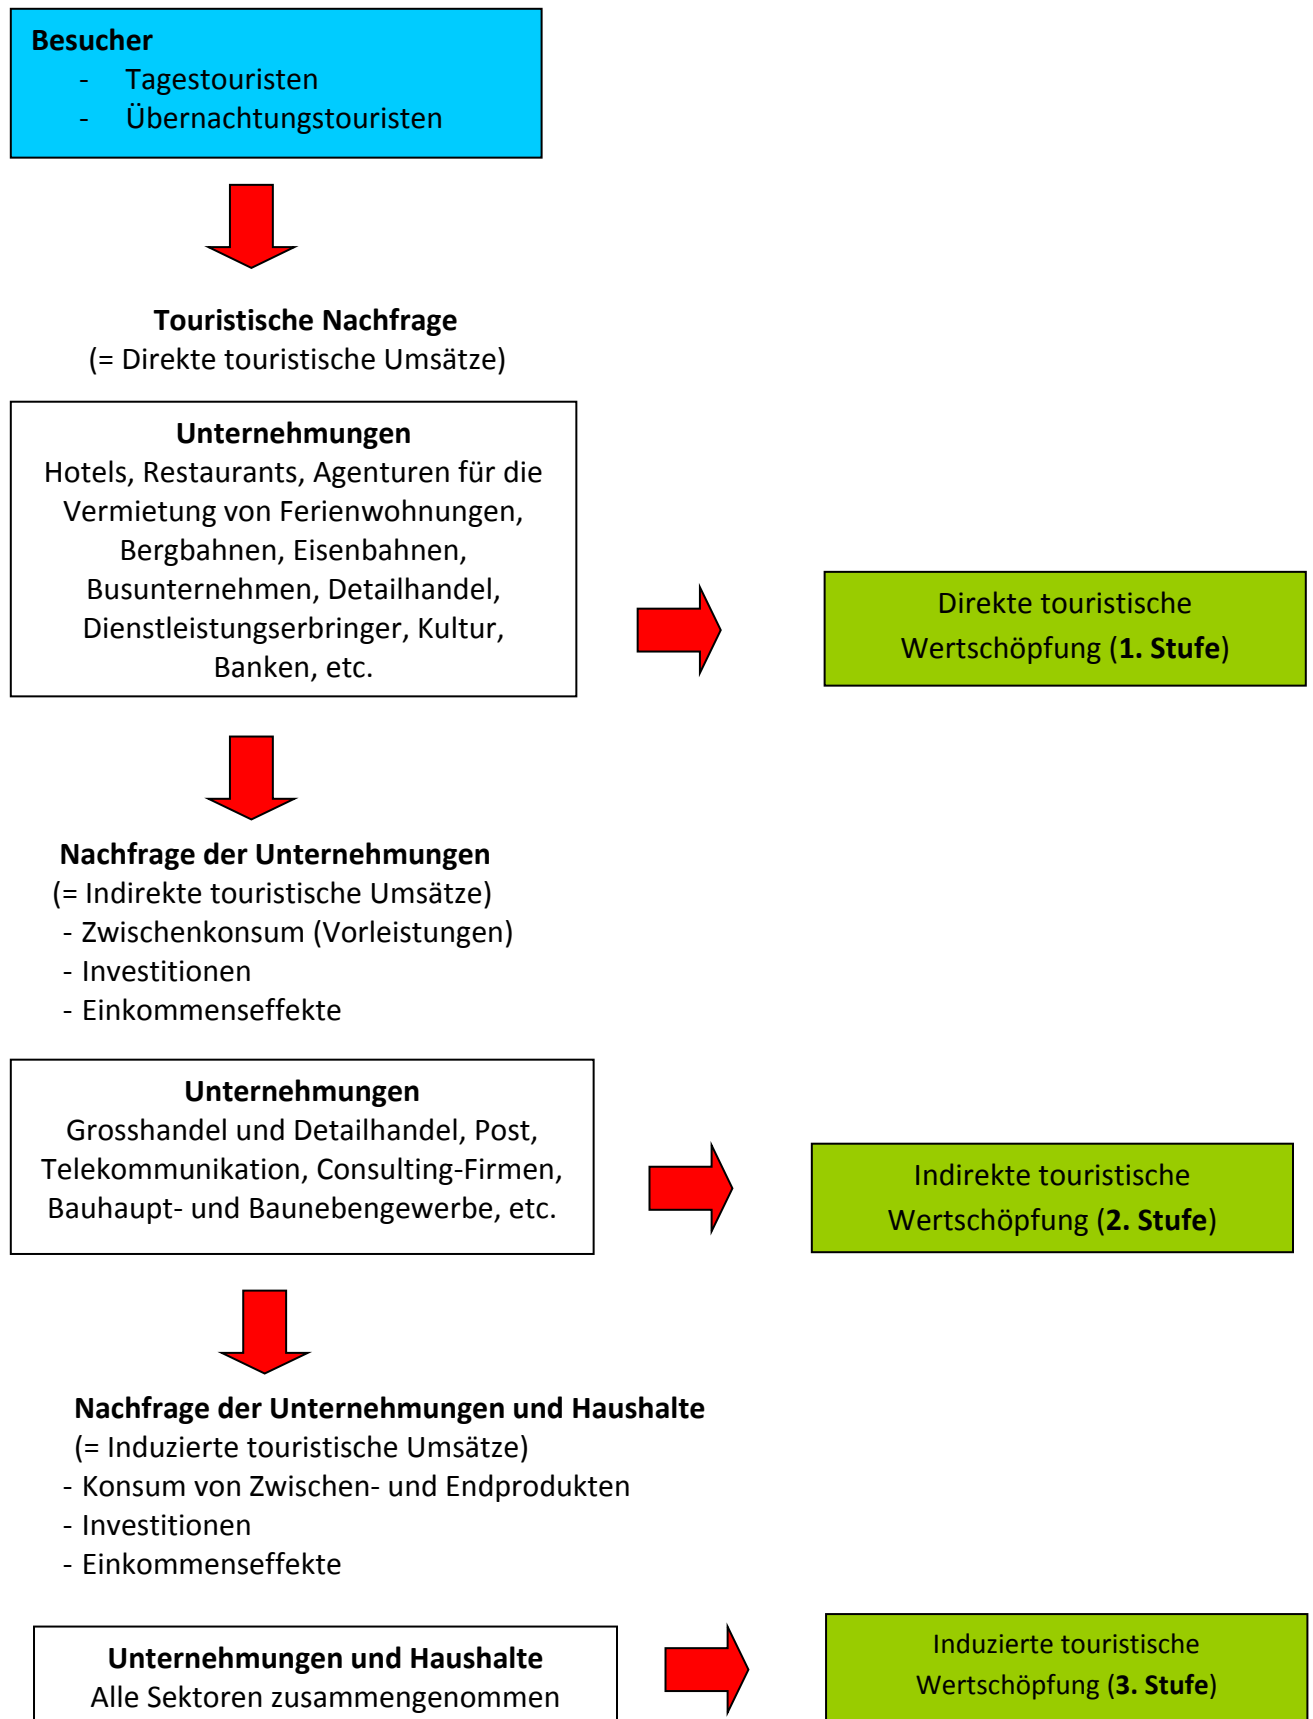 Besucher
- Tagestouristen
- Übernachtungstouristen
Touristische Nachfrage
(= Direkte touristische Umsätze)
Unternehmungen
Hotels, Restaurants, Agenturen für die
Vermietung von Ferienwohnungen,
Bergbahnen, Eisenbahnen,
Busunternehmen, Detailhandel,
Dienstleistungserbringer, Kultur,
Banken, etc.
Direkte touristische
Wertschöpfung (1. Stufe)
Nachfrage der Unternehmungen
(= Indirekte touristische Umsätze)
- Zwischenkonsum (Vorleistungen)
- Investitionen
- Einkommenseffekte
Unternehmungen
Grosshandel und Detailhandel, Post,
Telekommunikation, Consulting-Firmen,
Bauhaupt- und Baunebengewerbe, etc.
Indirekte touristische
Wertschöpfung (2. Stufe)
Nachfrage der Unternehmungen und Haushalte
(= Induzierte touristische Umsätze)
- Konsum von Zwischen- und Endprodukten
- Investitionen
- Einkommenseffekte
Unternehmungen und Haushalte
Alle Sektoren zusammengenommen
Induzierte touristische
Wertschöpfung (3. Stufe)